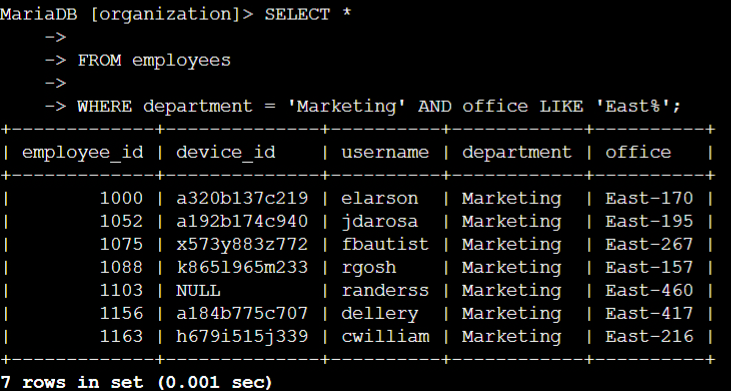 MariaDB [organization]> SELECT *
    ->
    -> FROM employees
    ->
    -> WHERE department = 'Marketing' AND office LIKE 'East%';
+-------------+--------------+----------+------------+----------+
| employee_id | device_id    | username | department | office   |
+-------------+--------------+----------+------------+----------+
|        1000 | a320b137c219 | elarson  | Marketing  | East-170 |
|        1052 | a192b174c940 | jdarosa  | Marketing  | East-195 |
|        1075 | x573y883z772 | fbautist | Marketing  | East-267 |
|        1088 | k865l965m233 | rgosh    | Marketing  | East-157 |
|        1103 | NULL         | randerss | Marketing  | East-460 |
|        1156 | a184b775c707 | dellery  | Marketing  | East-417 |
|        1163 | h679i515j339 | cwilliam | Marketing  | East-216 |
+-------------+--------------+----------+------------+----------+
7 rows in set (0.001 sec)